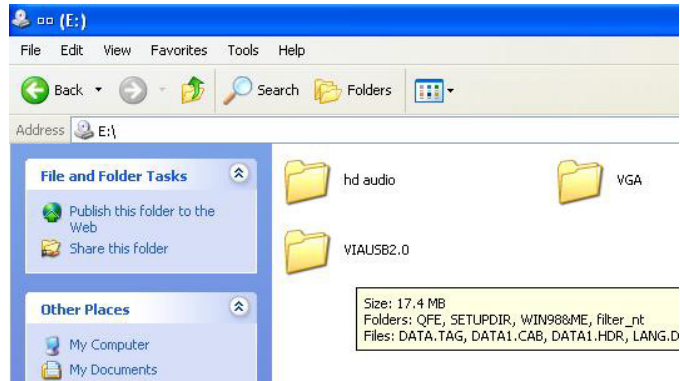 (E:)
File Edit View Favorites Tools Help
Back Search Folders
Address E:\
File and Folder Tasks
Publish this folder to the
Web
Share this folder
Other Places
My Computer
My Documents
hd audio VGA
VIAUSB2.0
Size: 17.4 MB
Folders: QFE, SETUPDIR, WIN98&ME, filter_nt
Files: DATA.TAG, DATA1.CAB, DATA1.HDR, LANG.D